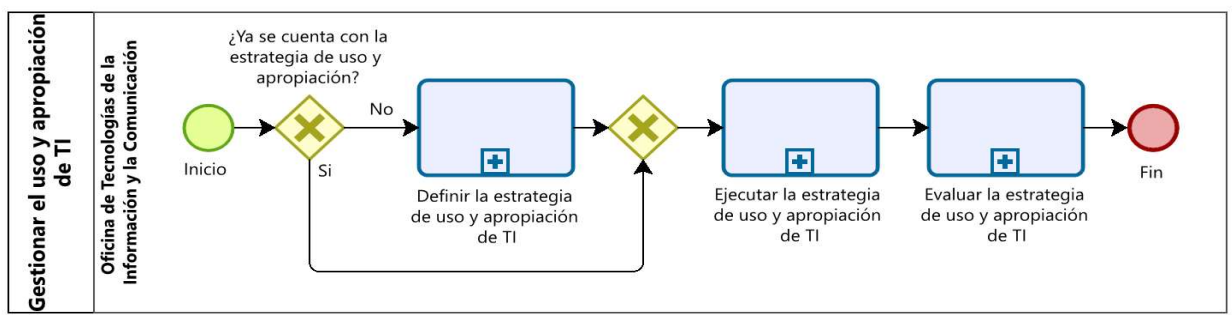 Gestionar el uso y apropiación
de TI
Oficina de Tecnologías de la
Información y la Comunicación
¿Ya se cuenta con la
estrategia de uso y
apropiación?
Inicio
No
Si
Definir la estrategia
de uso y apropiación
de TI
Ejecutar la estrategia
de uso y apropiación
de TI
Evaluar la estrategia
de uso y apropiación
de TI
Fin